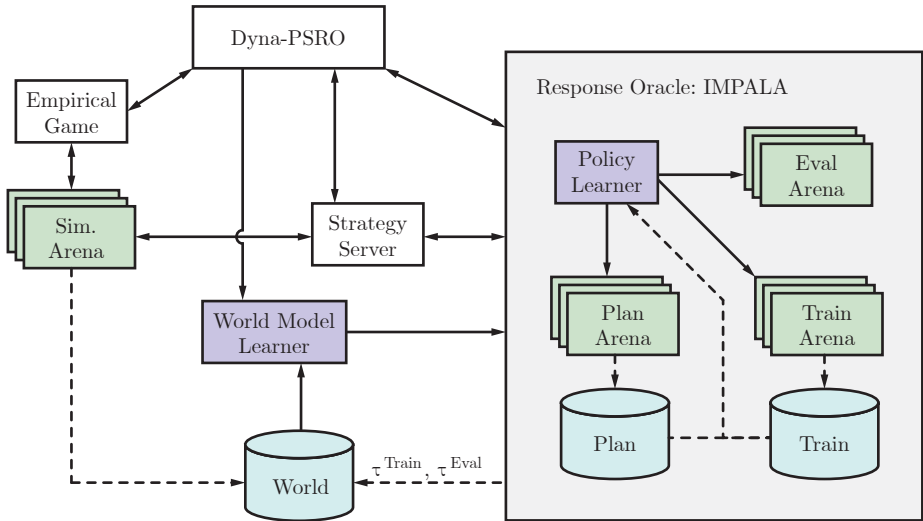 Dyna-PSRO
Response Oracle: IMPALA
Empirical
Game
Policy
Learner
Eval
Arena
Sim.
Arena
Strategy
Server
World Model
Learner
Plan
Arena
Train
Arena
Plan
Train
World
τ^Train, τ^Eval